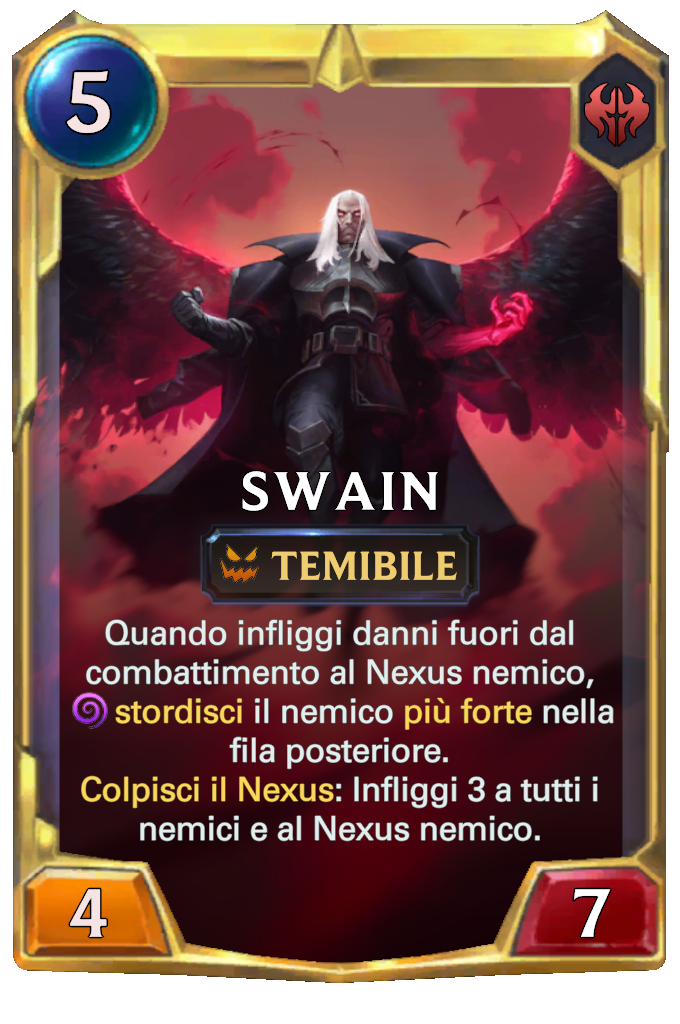 5
SWAIN
TEMIBILE
Quando infliggi danni fuori dal
combattimento al Nexus nemico,
stordisci il nemico più forte nella
fila posteriore.
Colpisci il Nexus: Infliggi 3 a tutti i
nemici e al Nexus nemico.
4
7